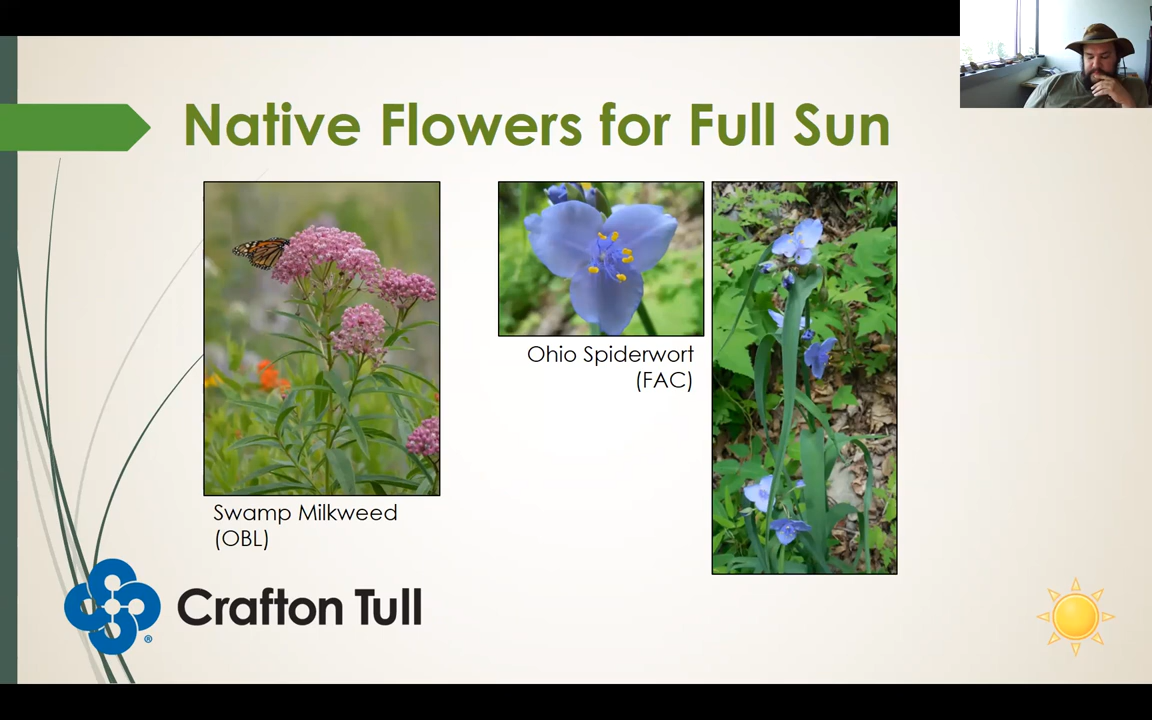 Native Flowers for Full Sun
Ohio Spiderwort
(FAC)
Swamp Milkweed
(OBL)
Crafton Tull
®